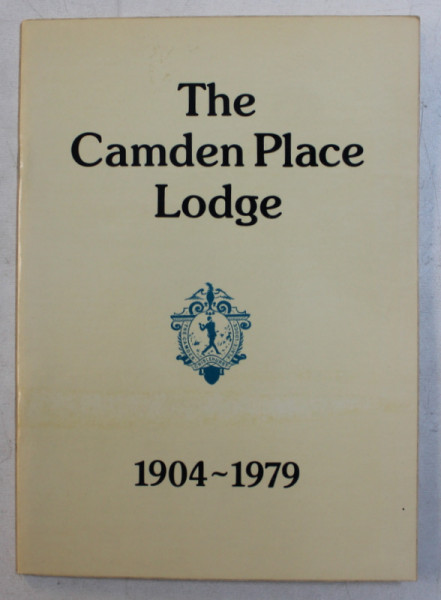 The
Camden Place
Lodge
1904~1979